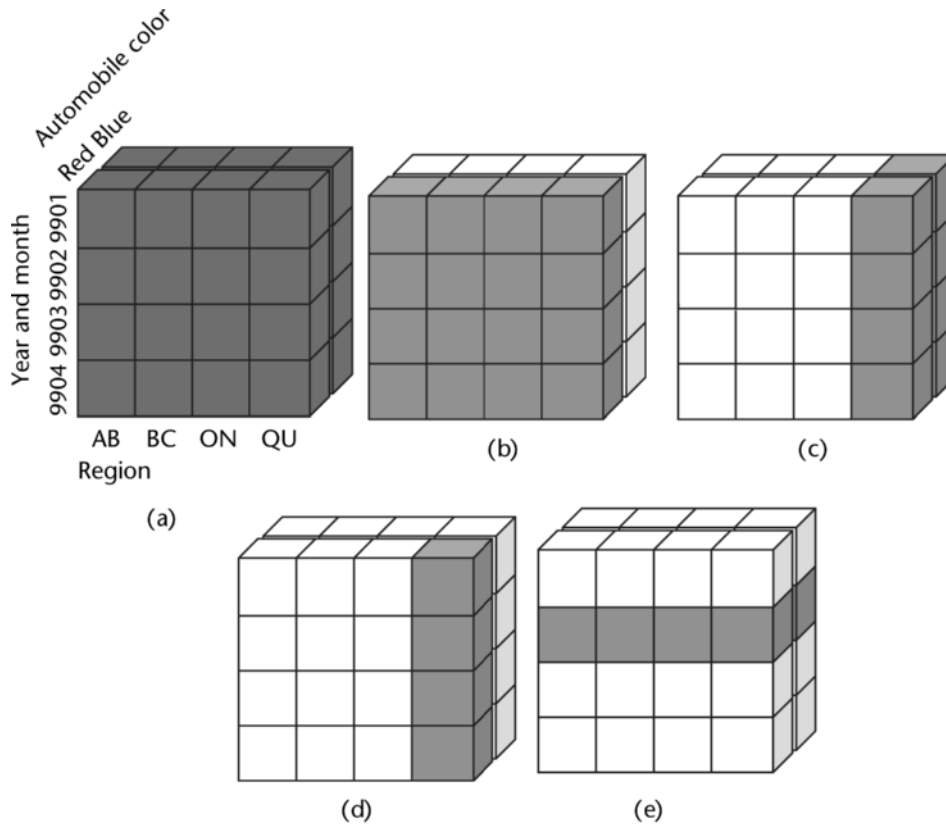 Automobile color
Red Blue
Year and month
9901
9902
9903
9904
AB BC ON QU
Region
(a)
(b)
(c)
(d)
(e)